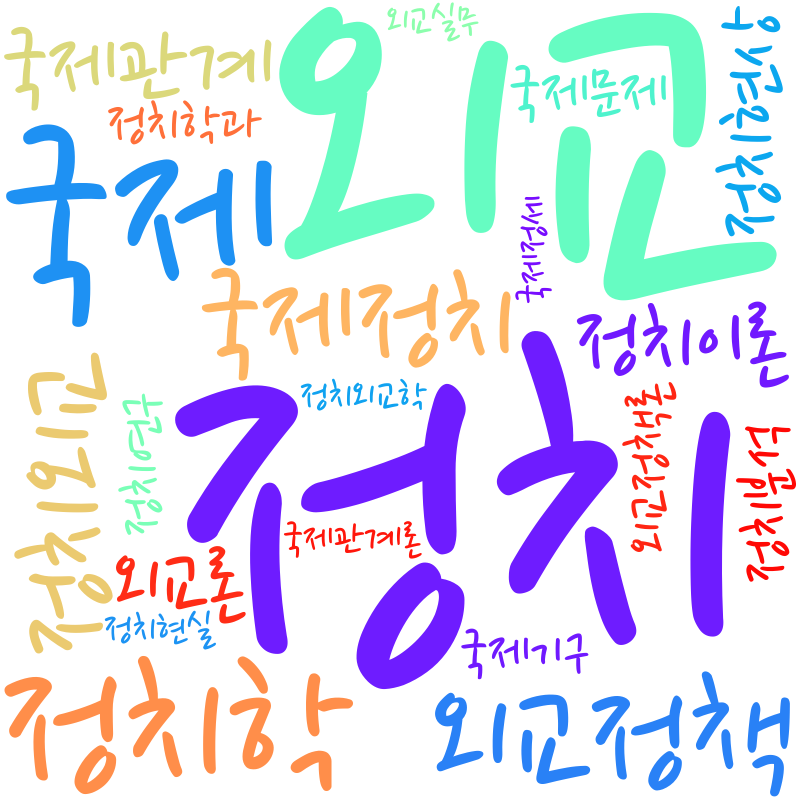 외교실무
외교
국제관계
정치현상
국제문제
정치학과
국제
국제정세
국제정치
정치이론
정치외교
정치외교학
정치
정치연구
외교정책론
정치분석
국제관계론
외교론
정치현실
국제기구
정치학
외교정책